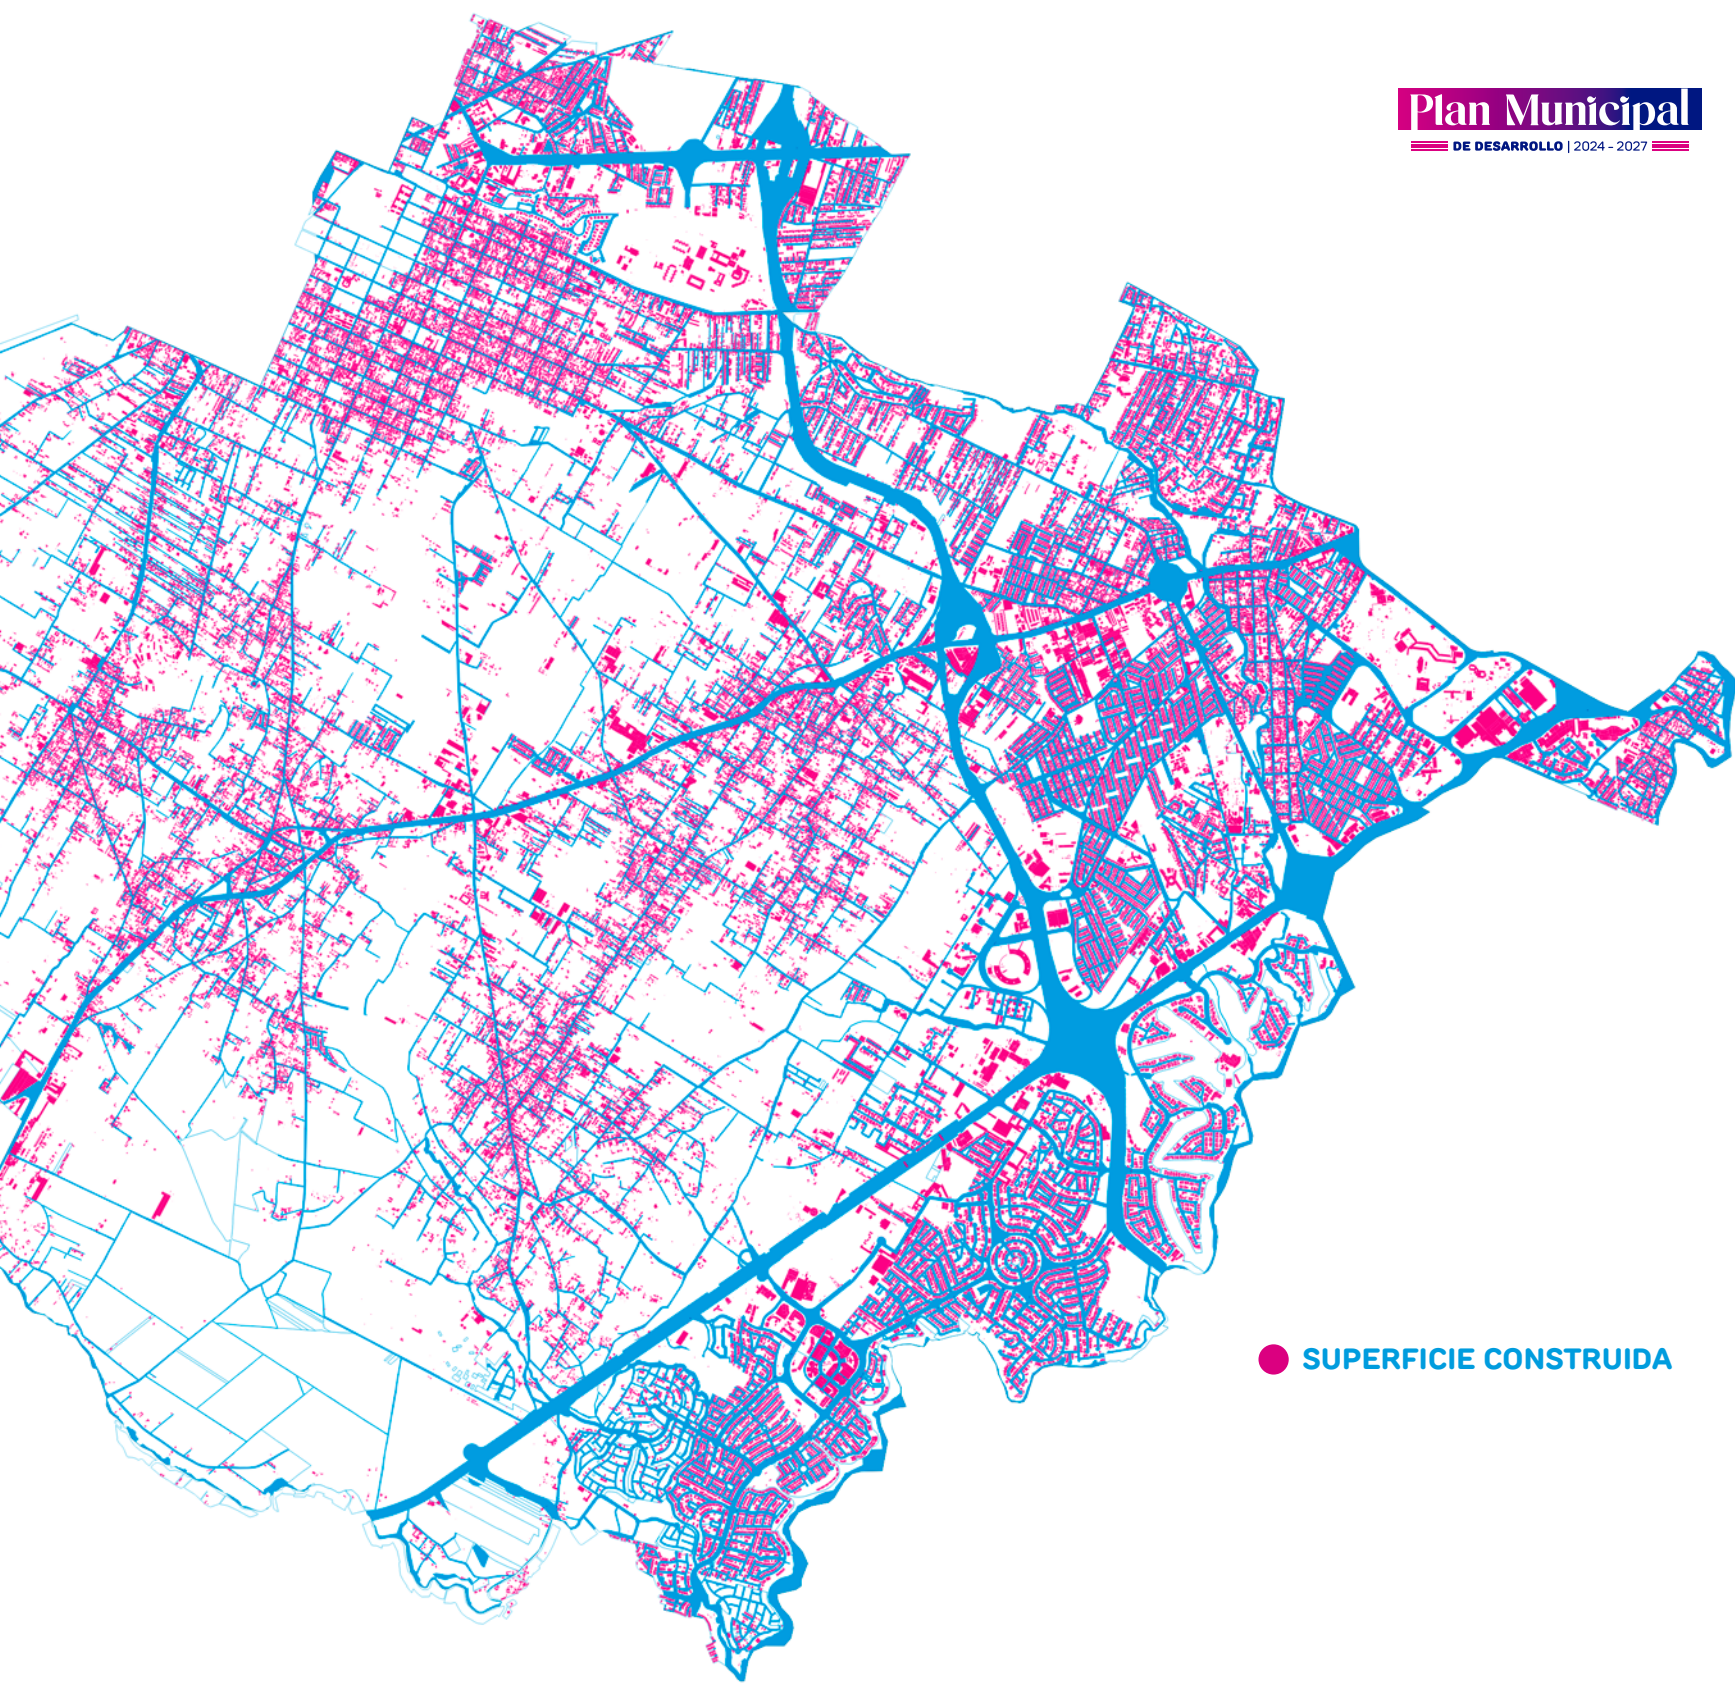 Plan Municipal
DE DESARROLLO | 2024 - 2027
SUPERFICIE CONSTRUIDA